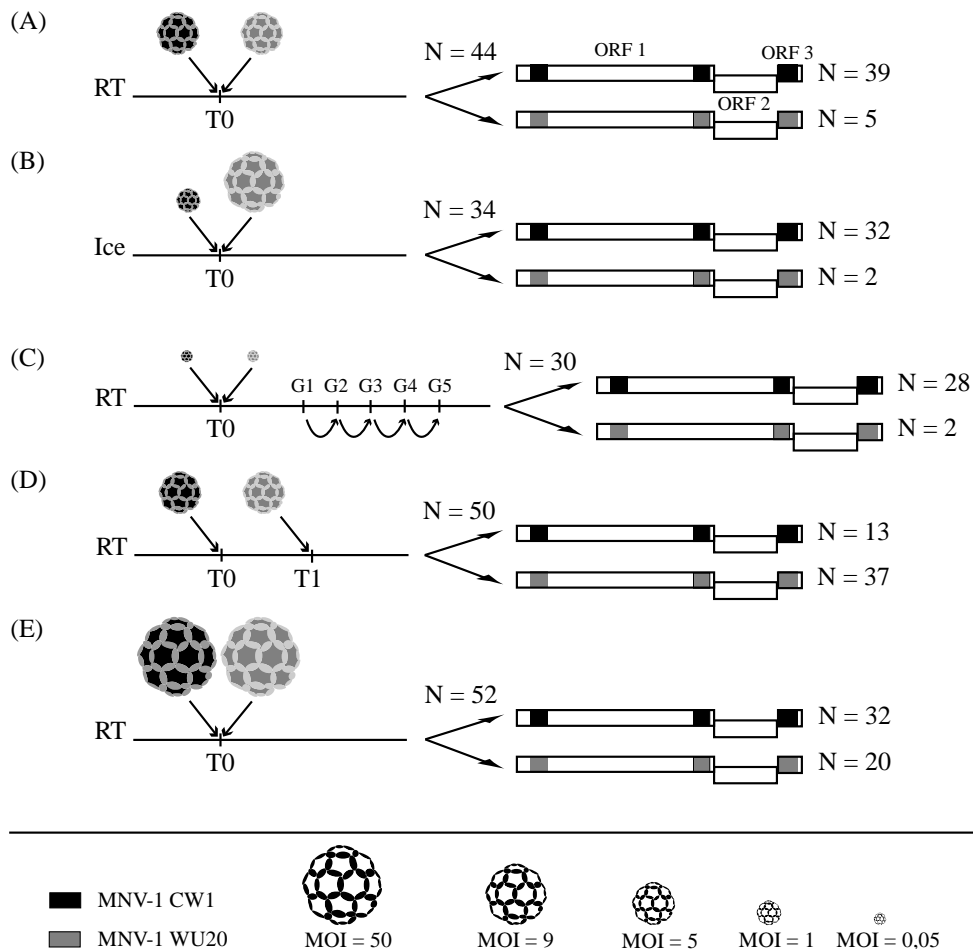 (A)
RT
T0
N = 44
ORF 1
ORF 3
ORF 2
N = 39
N = 5
(B)
Ice
T0
N = 34
N = 32
N = 2
(C)
RT
T0
G1 G2 G3 G4 G5
N = 30
N = 28
N = 2
(D)
RT
T0 T1
N = 50
N = 13
N = 37
(E)
RT
T0
N = 52
N = 32
N = 20
MNV-1 CW1
MNV-1 WU20
MOI = 50 MOI = 9 MOI = 5 MOI = 1 MOI = 0,05